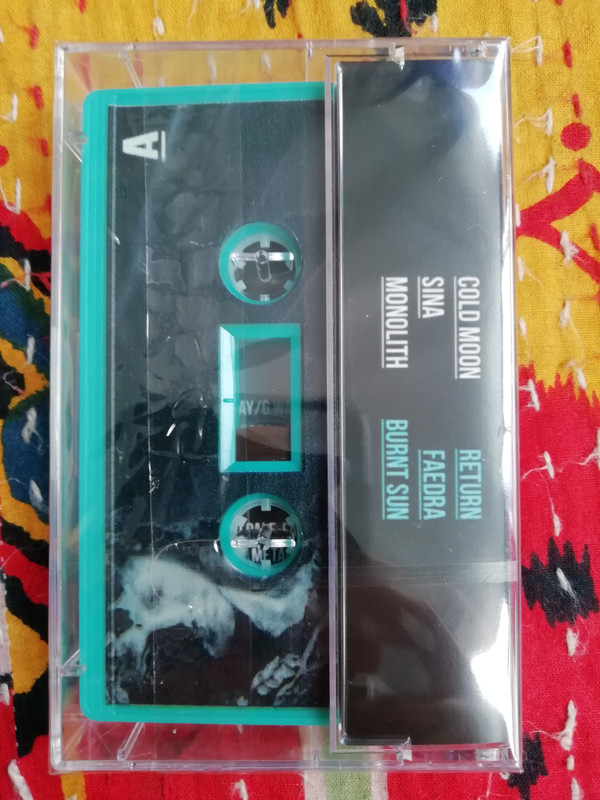 A
COLD MOON
SINA
MONOLITH
RETURN
FAEDRA
BURNT SUN